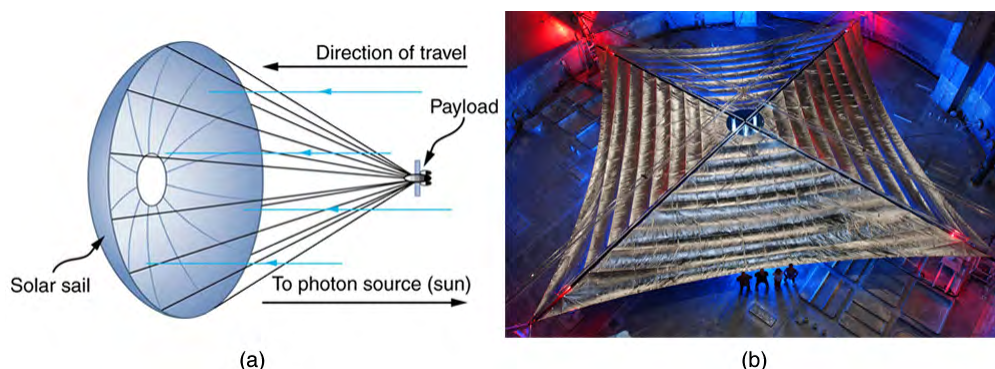 Direction of travel
Payload
Solar sail
To photon source (sun)
(a)
(b)